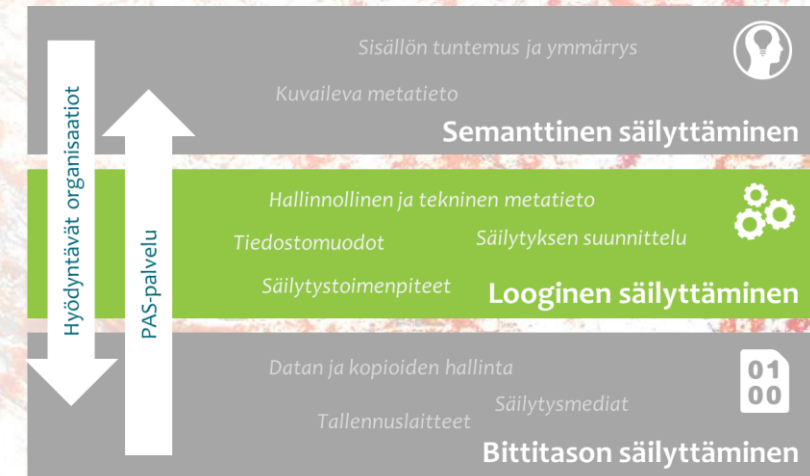 Hyödyntävät organisaatiot
PAS-palvelu
Sisällön tuntemus ja ymmärrys
Kuvaileva metatieto
Semanttinen säilyttäminen
Hallinnollinen ja tekninen metatieto
Tiedostomuodot
Säilytyksen suunnittelu
Säilytystoimenpiteet
Looginen säilyttäminen
Datan ja kopioiden hallinta
Säilytysmediat
Tallennuslaitteet
01
00
Bittitason säilyttäminen